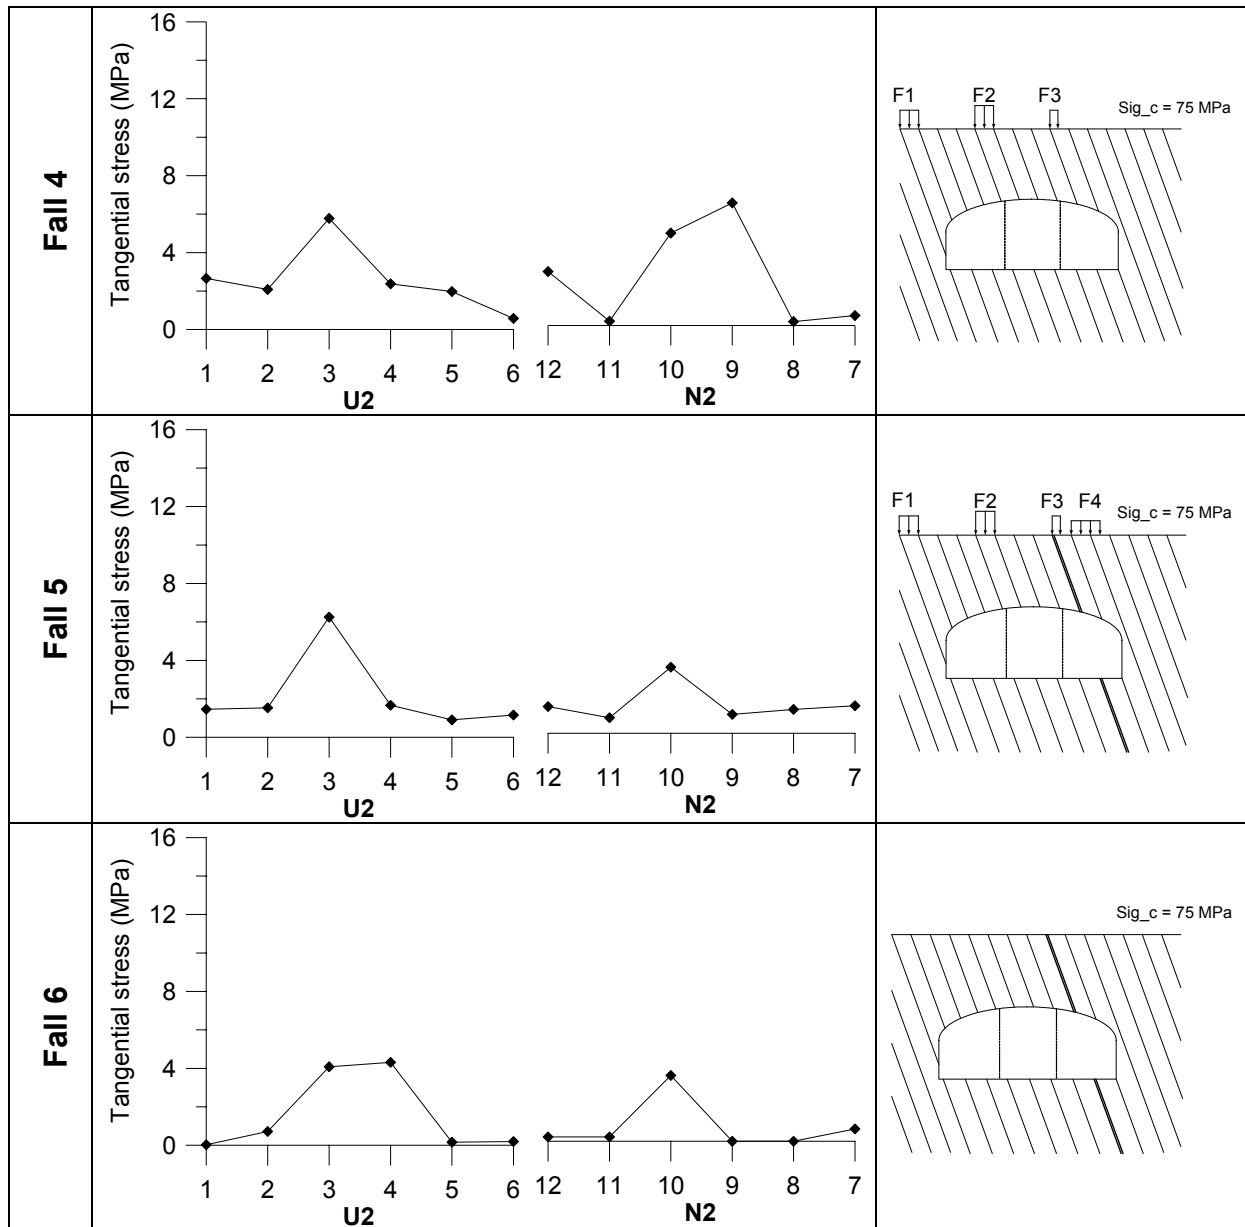 Fall 4
Tangential stress (MPa)
16
12
8
4
0
1 2 3 4 5 6
U2
12 11 10 9 8 7
N2
F1 F2 F3
Sig_c = 75 MPa
Fall 5
Tangential stress (MPa)
16
12
8
4
0
1 2 3 4 5 6
U2
12 11 10 9 8 7
N2
F1 F2 F3 F4
Sig_c = 75 MPa
Fall 6
Tangential stress (MPa)
16
12
8
4
0
1 2 3 4 5 6
U2
12 11 10 9 8 7
N2
Sig_c = 75 MPa